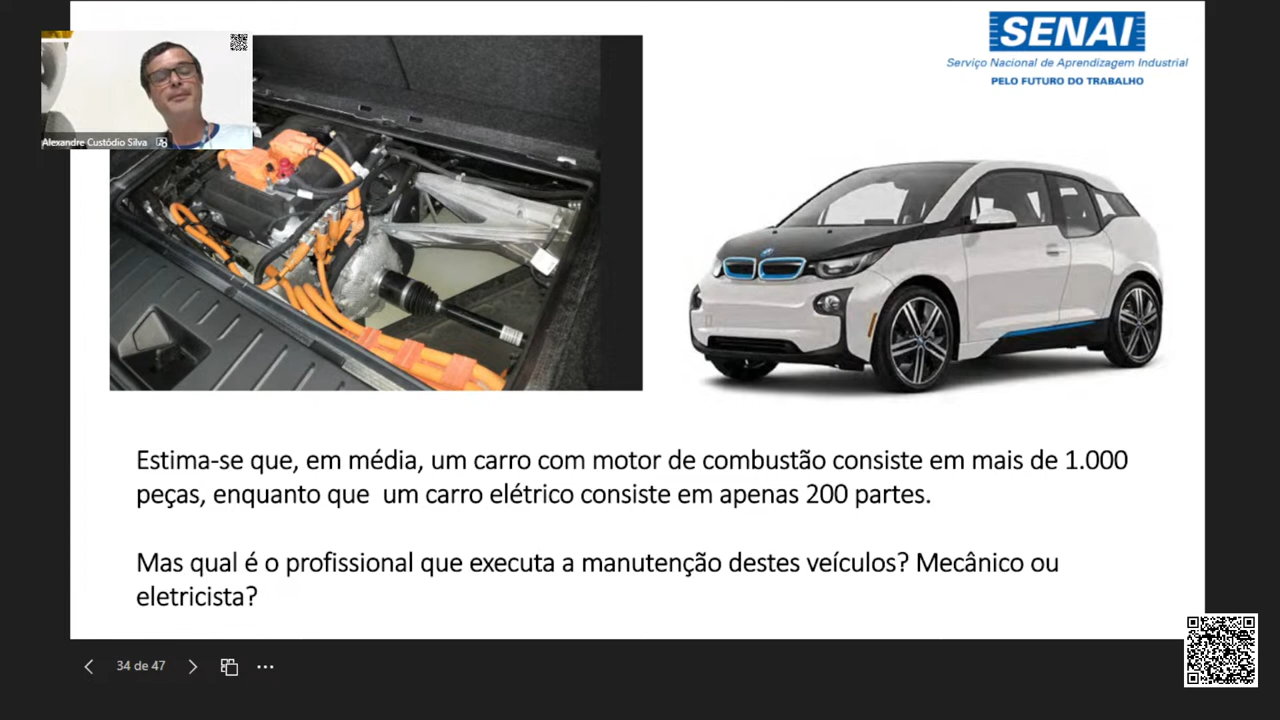 SENAI
Serviço Nacional de Aprendizagem Industrial
PELO FUTURO DO TRABALHO
Alexandre Custódio Silva
Estima-se que, em média, um carro com motor de combustão consiste em mais de 1.000
peças, enquanto que um carro elétrico consiste em apenas 200 partes.
Mas qual é o profissional que executa a manutenção destes veículos? Mecânico ou
eletricista?
34 de 47